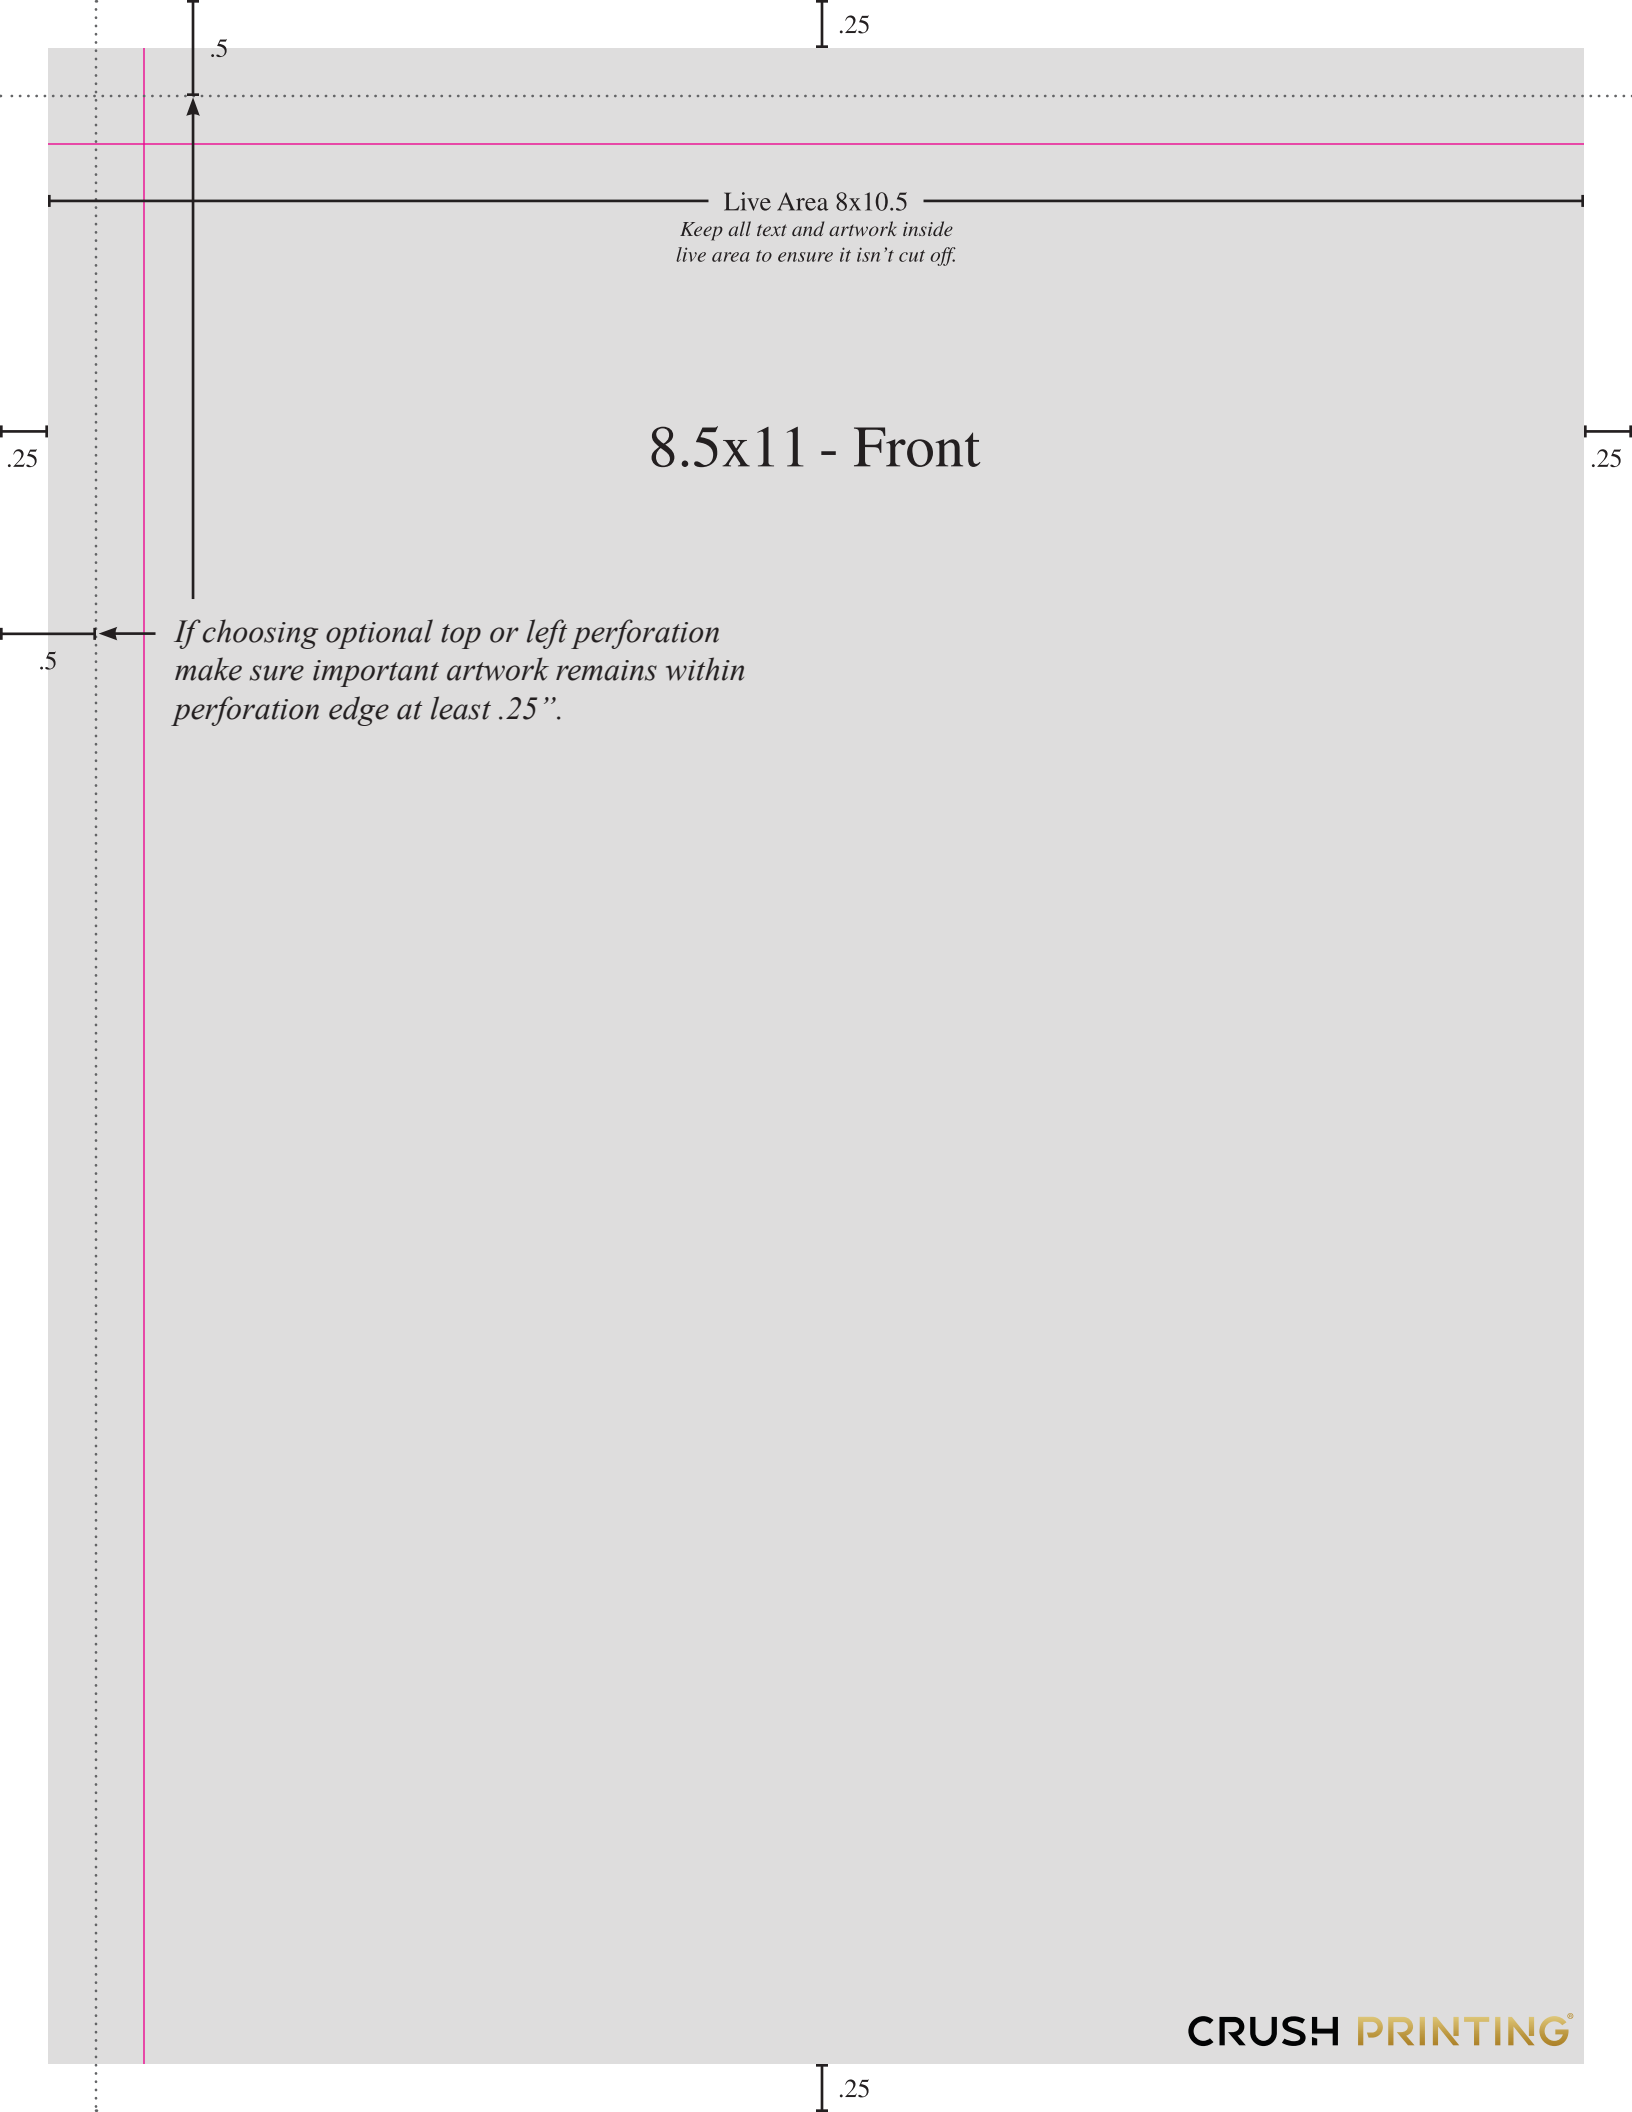 .25
.5
Live Area 8x10.5
Keep all text and artwork inside
live area to ensure it isn’t cut off.
8.5x11 - Front
.25
.25
If choosing optional top or left perforation
make sure important artwork remains within
perforation edge at least .25”.
.5
CRUSH PRINTING®
.25